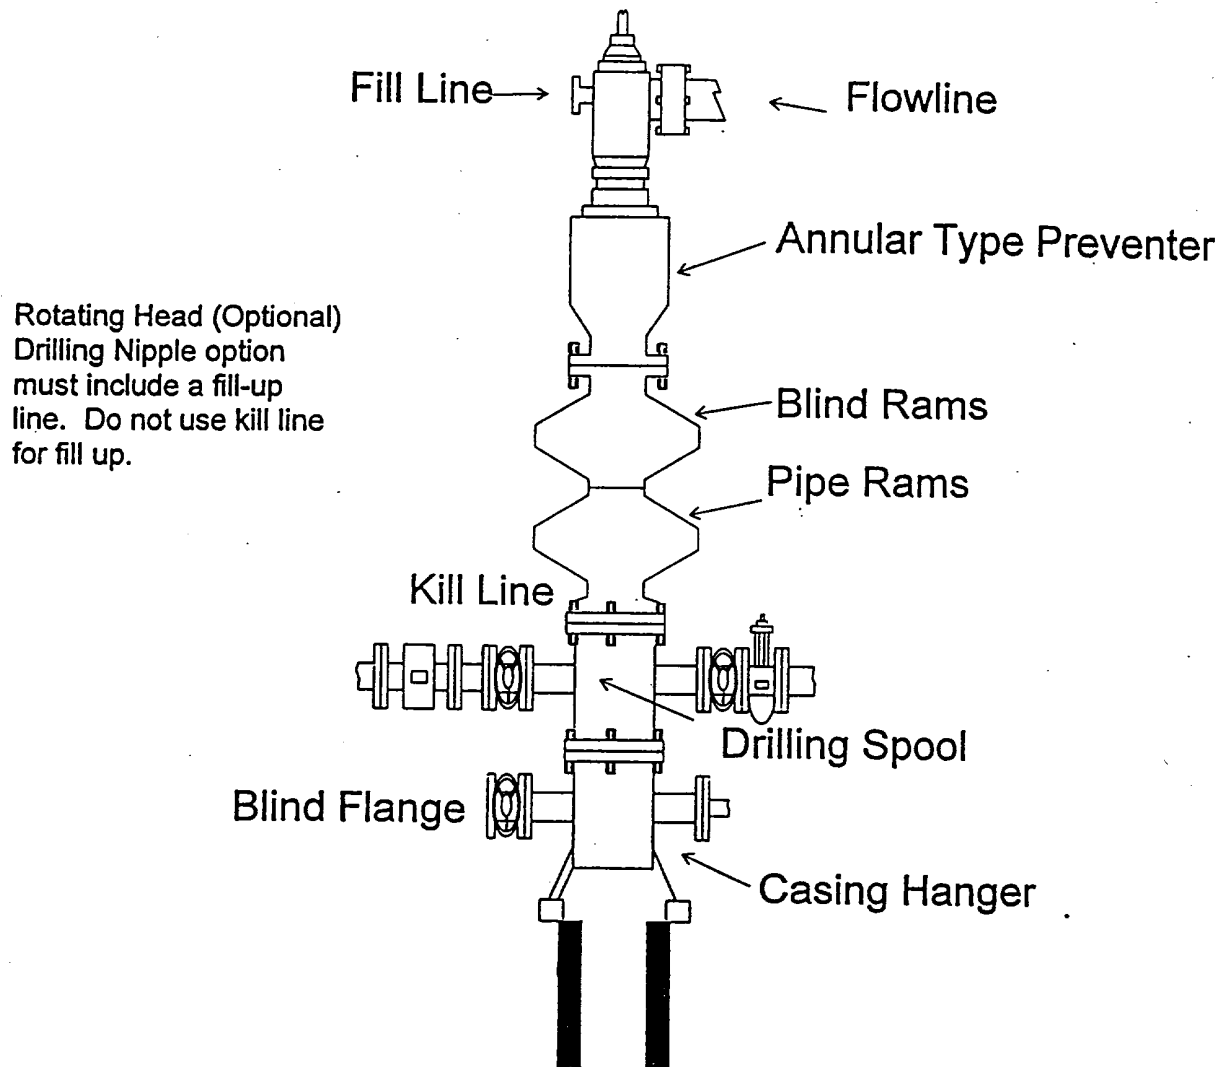 Fill Line
Flowline
Annular Type Preventer
Rotating Head (Optional)
Drilling Nipple option
must include a fill-up
line. Do not use kill line
for fill up.
Blind Rams
Pipe Rams
Kill Line
Drilling Spool
Blind Flange
Casing Hanger